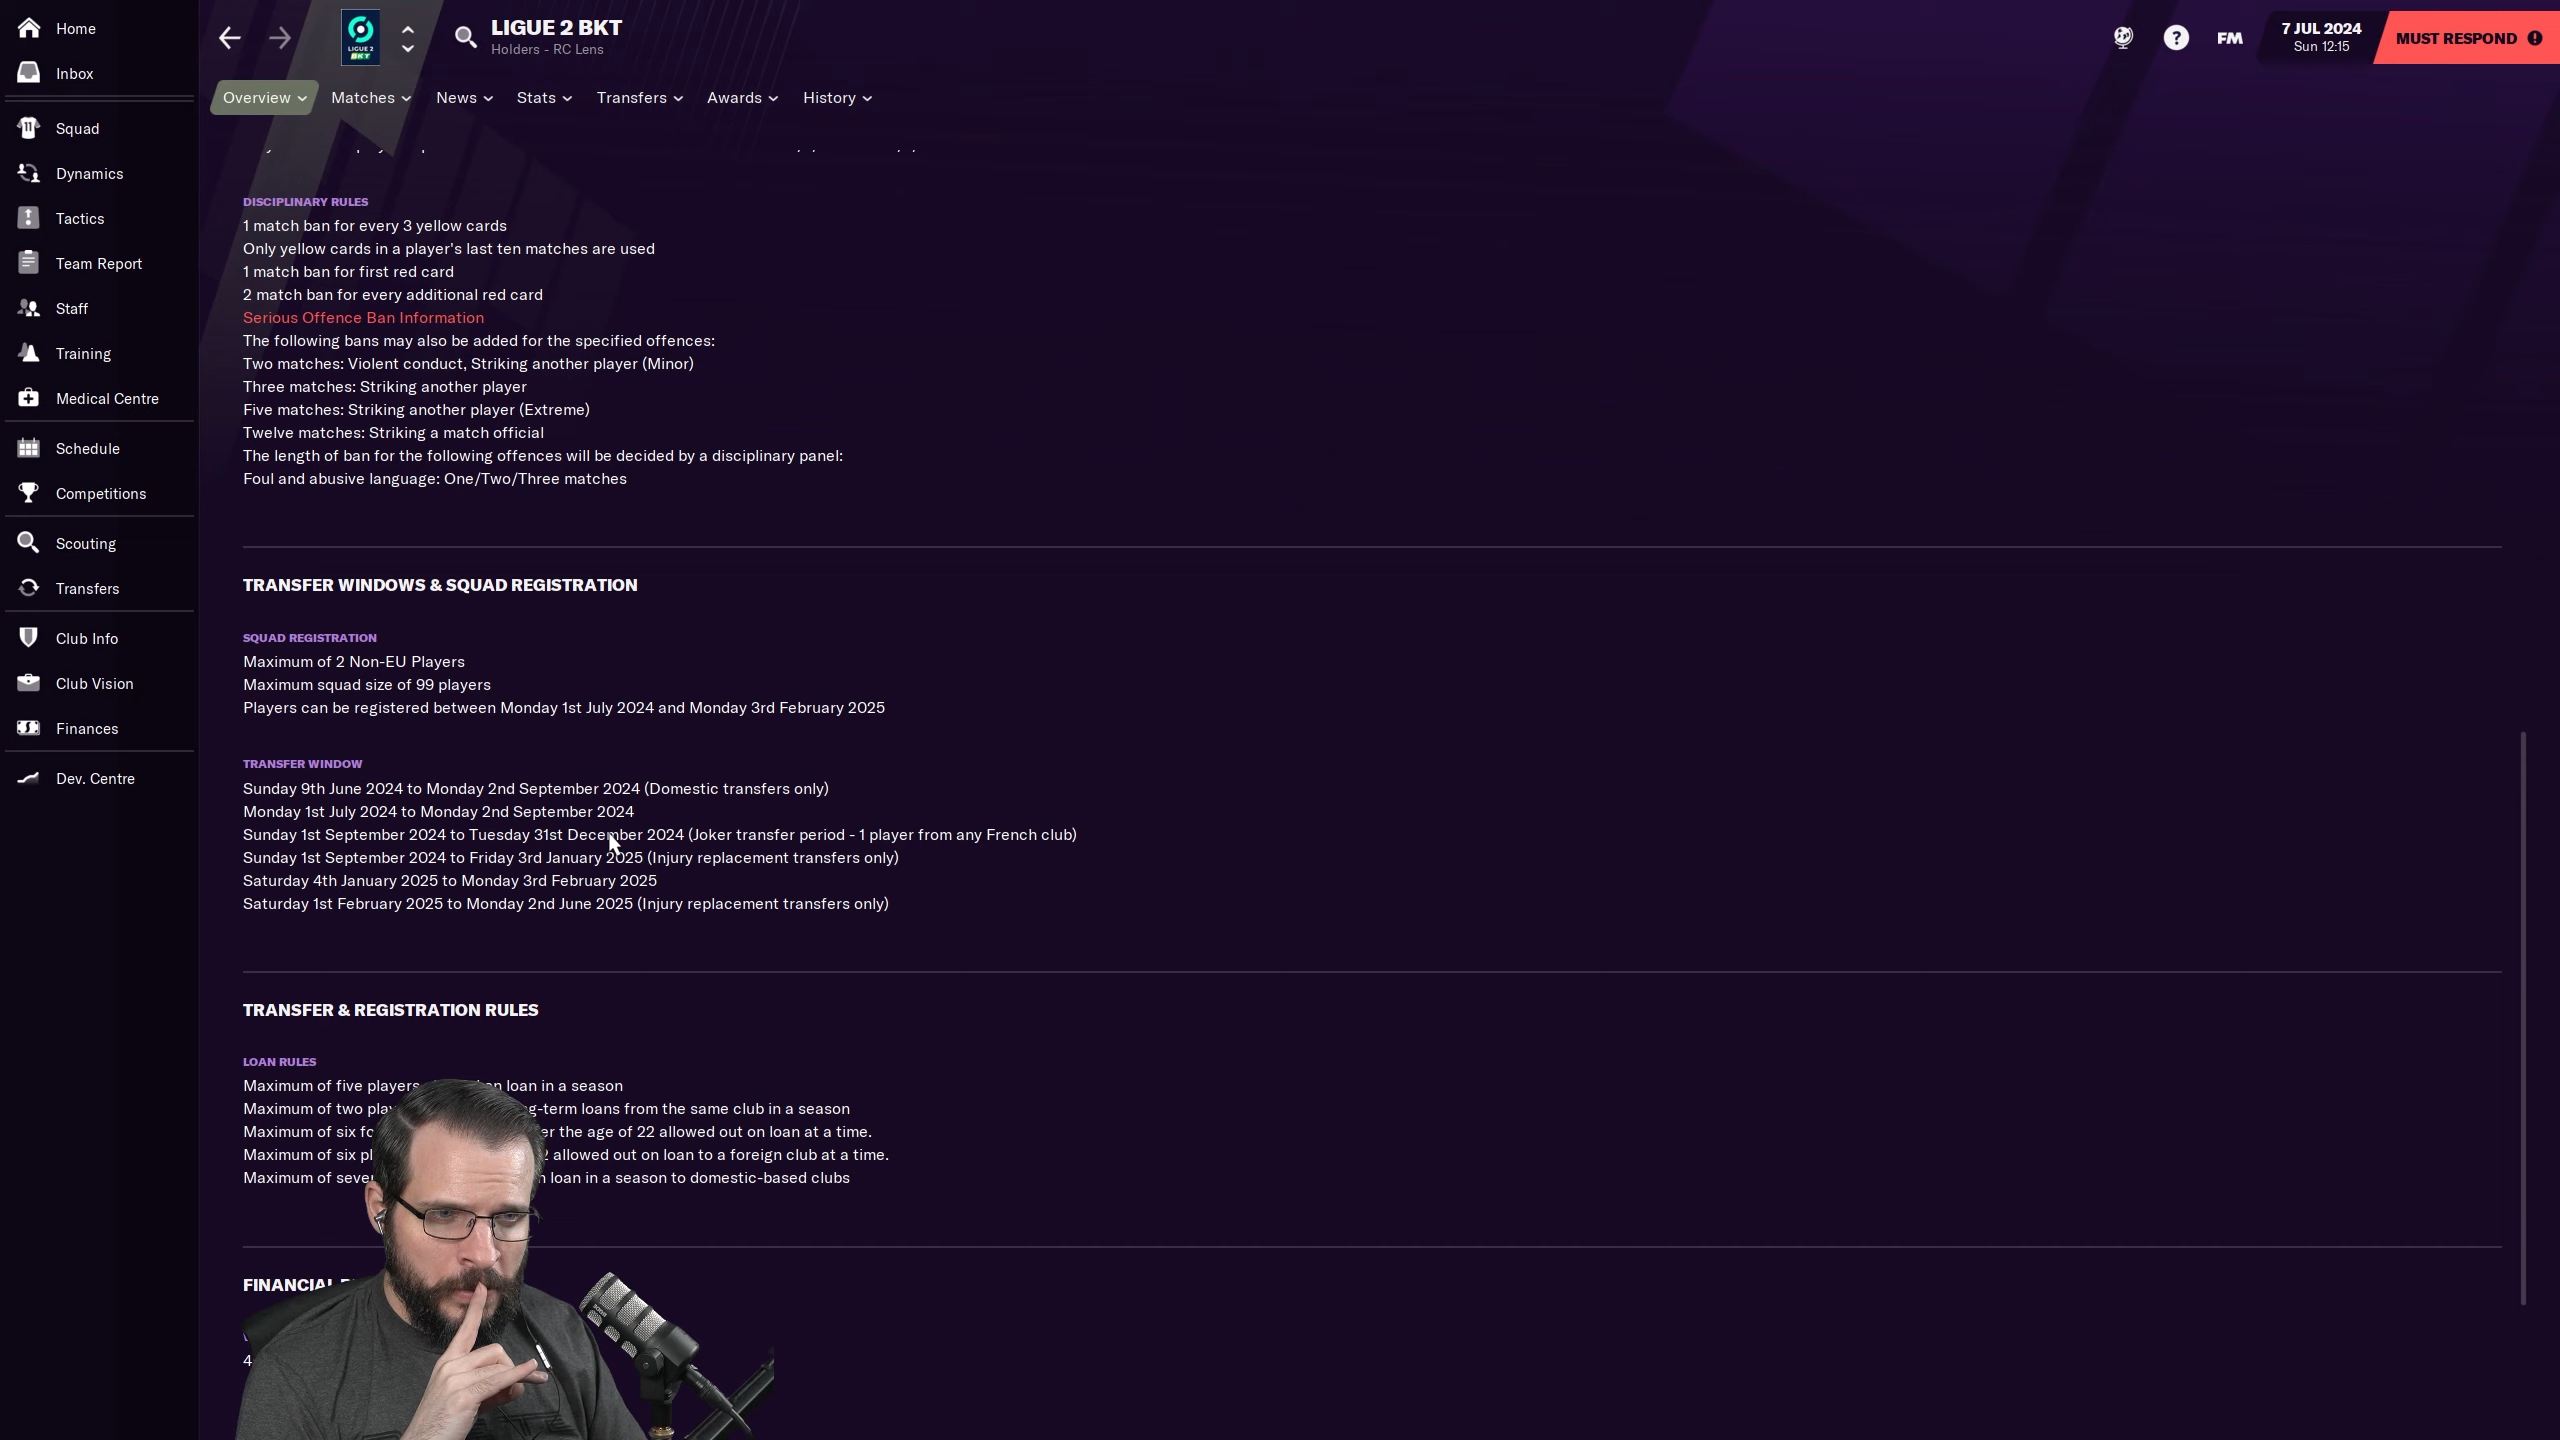 Home
Inbox
Squad
Dynamics
Tactics
Team Report
Staff
Training
Medical Centre
Schedule
Competitions
Scouting
Transfers
Club Info
Club Vision
Finances
Dev. Centre
LIGUE 2
BKT
LIGUE 2 BKT
Holders - RC Lens
FM
7 JUL 2024
Sun 12:15
MUST RESPOND
Overview
Matches
News
Stats
Transfers
Awards
History
DISCIPLINARY RULES
1 match ban for every 3 yellow cards
Only yellow cards in a player's last ten matches are used
1 match ban for first red card
2 match ban for every additional red card
Serious Offence Ban Information
The following bans may also be added for the specified offences:
Two matches: Violent conduct, Striking another player (Minor)
Three matches: Striking another player
Five matches: Striking another player (Extreme)
Twelve matches: Striking a match official
The length of ban for the following offences will be decided by a disciplinary panel:
Foul and abusive language: One/Two/Three matches
TRANSFER WINDOWS & SQUAD REGISTRATION
SQUAD REGISTRATION
Maximum of 2 Non-EU Players
Maximum squad size of 99 players
Players can be registered between Monday 1st July 2024 and Monday 3rd February 2025
TRANSFER WINDOW
Sunday 9th June 2024 to Monday 2nd September 2024 (Domestic transfers only)
Monday 1st July 2024 to Monday 2nd September 2024
Sunday 1st September 2024 to Tuesday 31st December 2024 (Joker transfer period - 1 player from any French club)
Sunday 1st September 2024 to Friday 3rd January 2025 (Injury replacement transfers only)
Saturday 4th January 2025 to Monday 3rd February 2025
Saturday 1st February 2025 to Monday 2nd June 2025 (Injury replacement transfers only)
TRANSFER & REGISTRATION RULES
LOAN RULES
Maximum of five players on loan in a season
Maximum of two loans from the same club in a season
Maximum of six the age of 22 allowed out on loan at a time.
Maximum of six allowed out on loan to a foreign club at a time.
Maximum of loan in a season to domestic-based clubs
FINANCIAL
4